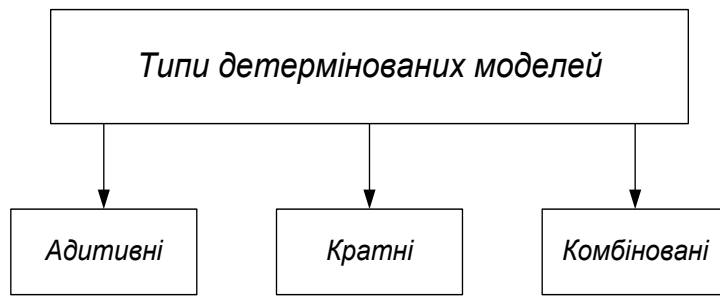 Типи детермінованих моделей
Адитивні
Кратні
Комбіновані